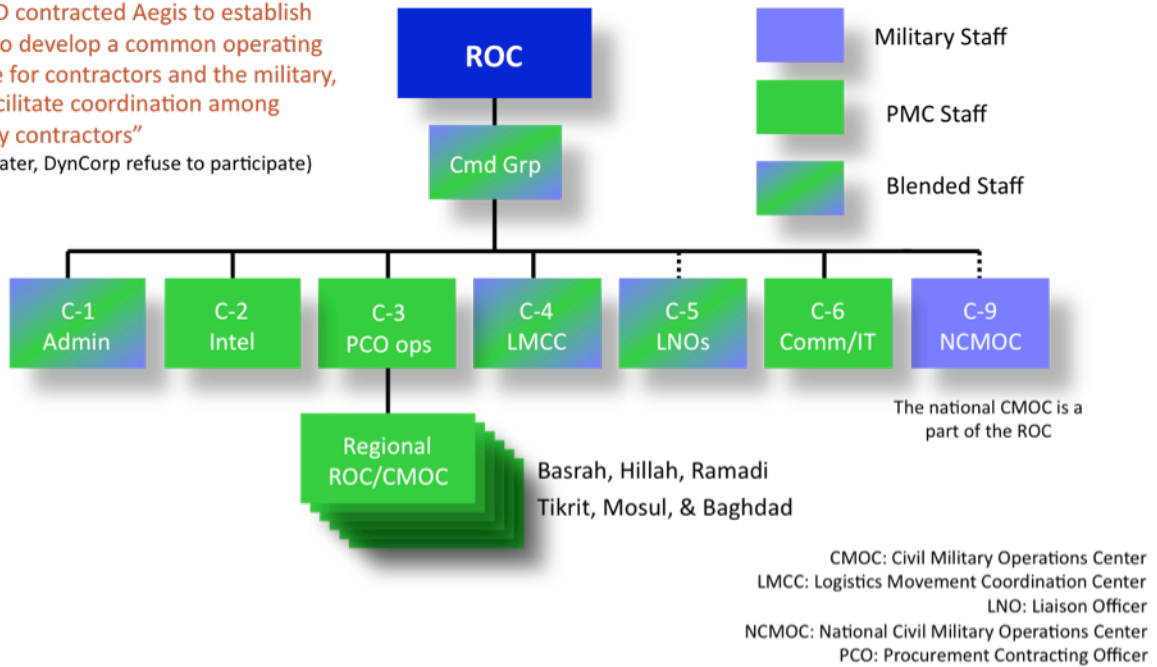 D contracted Aegis to establish
o develop a common operating
e for contractors and the military,
cilitate coordination among
y contractors”
ater, DynCorp refuse to participate)
ROC
Cmd Grp
Military Staff
PMC Staff
Blended Staff
C-1
Admin
C-2
Intel
C-3
PCO ops
C-4
LMCC
C-5
LNOs
C-6
Comm/IT
C-9
NCMOC
The national CMOC is a
part of the ROC
Regional
ROC/CMOC
Basrah, Hillah, Ramadi
Tikrit, Mosul, & Baghdad
CMOC: Civil Military Operations Center
LMCC: Logistics Movement Coordination Center
LNO: Liaison Officer
NCMOC: National Civil Military Operations Center
PCO: Procurement Contracting Officer